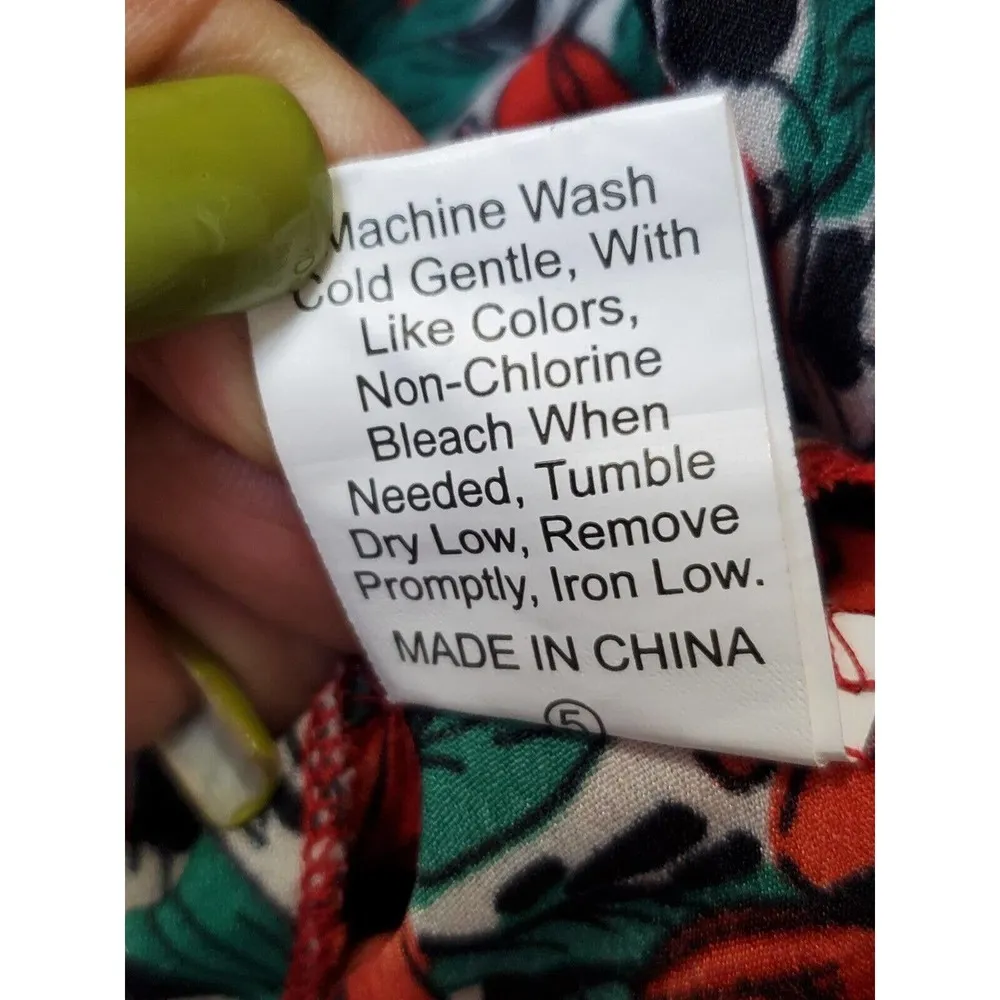 Machine Wash
Cold Gentle, With
Like Colors,
Non-Chlorine
Bleach When
Needed, Tumble
Dry Low, Remove
Promptly, Iron Low.
MADE IN CHINA
5